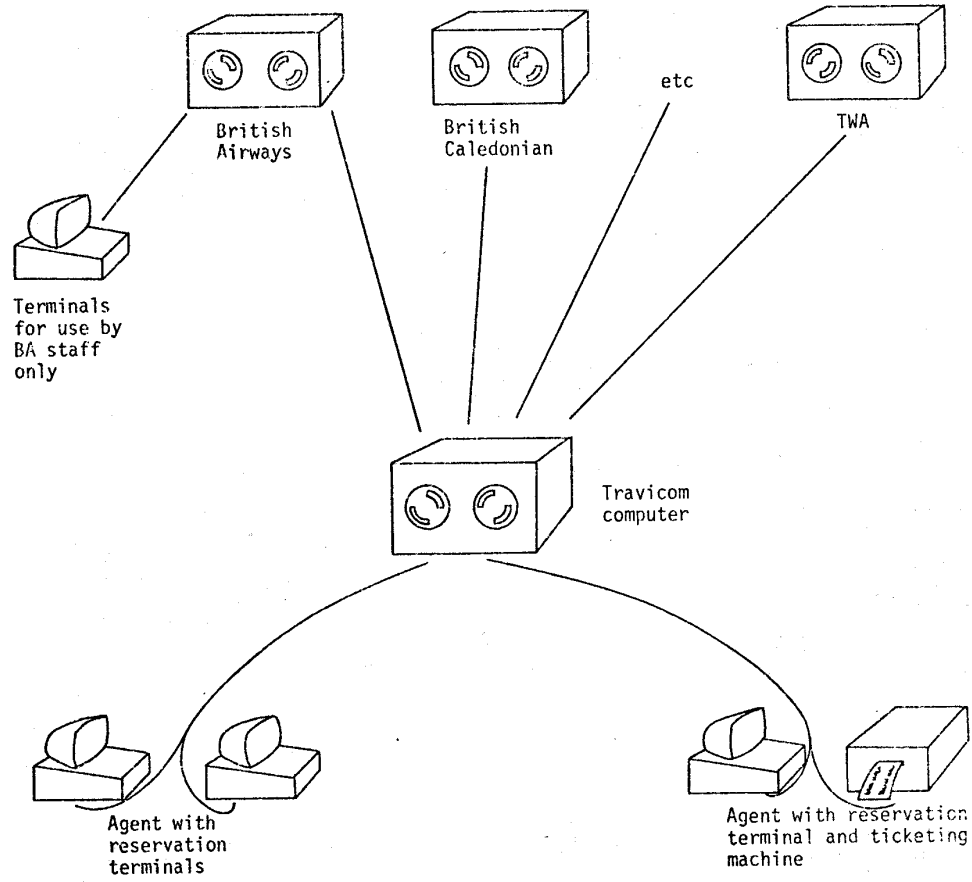 British
Airways
British
Caledonian
etc
TWA
Terminals
for use by
BA staff
only
Travicom
computer
Agent with
reservation
terminals
Agent with reservation
terminal and ticketing
machine